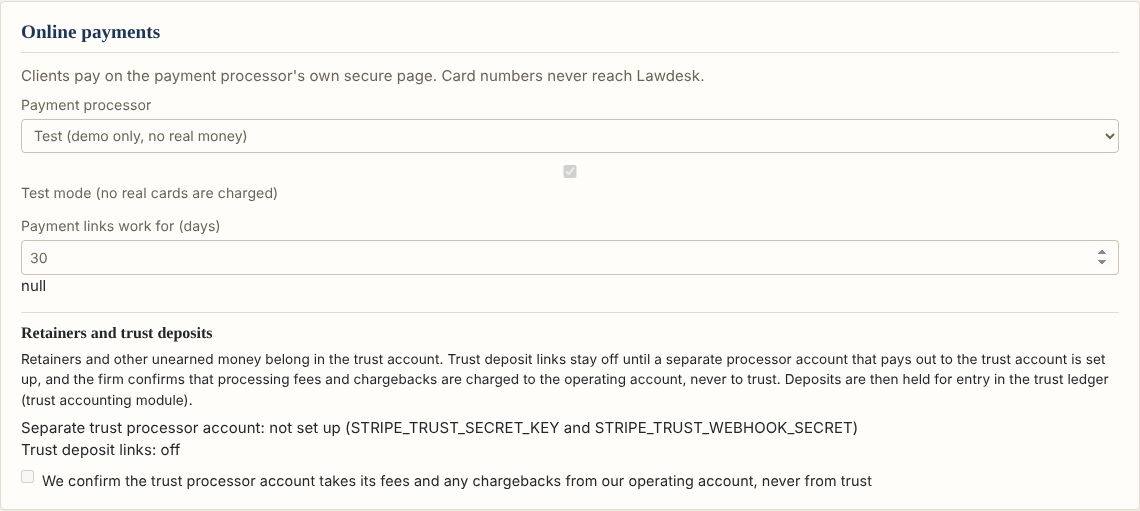 Online payments
Clients pay on the payment processor's own secure page. Card numbers never reach Lawdesk.
Payment processor
Test (demo only, no real money)
Test mode (no real cards are charged)
Payment links work for (days)
30
null
Retainers and trust deposits
Retainers and other unearned money belong in the trust account. Trust deposit links stay off until a separate processor account that pays out to the trust account is set
up, and the firm confirms that processing fees and chargebacks are charged to the operating account, never to trust. Deposits are then held for entry in the trust ledger
(trust accounting module).
Separate trust processor account: not set up (STRIPE_TRUST_SECRET_KEY and STRIPE_TRUST_WEBHOOK_SECRET)
Trust deposit links: off
We confirm the trust processor account takes its fees and any chargebacks from our operating account, never from trust